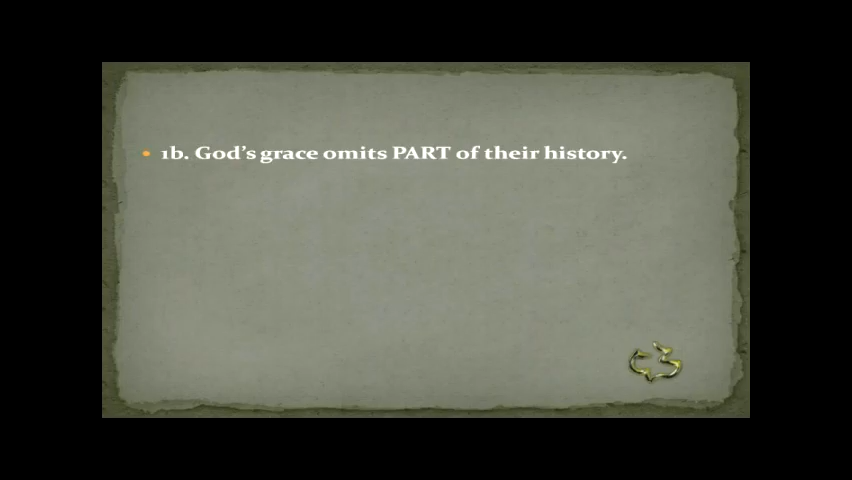 • 1b. God's grace omits PART of their history.